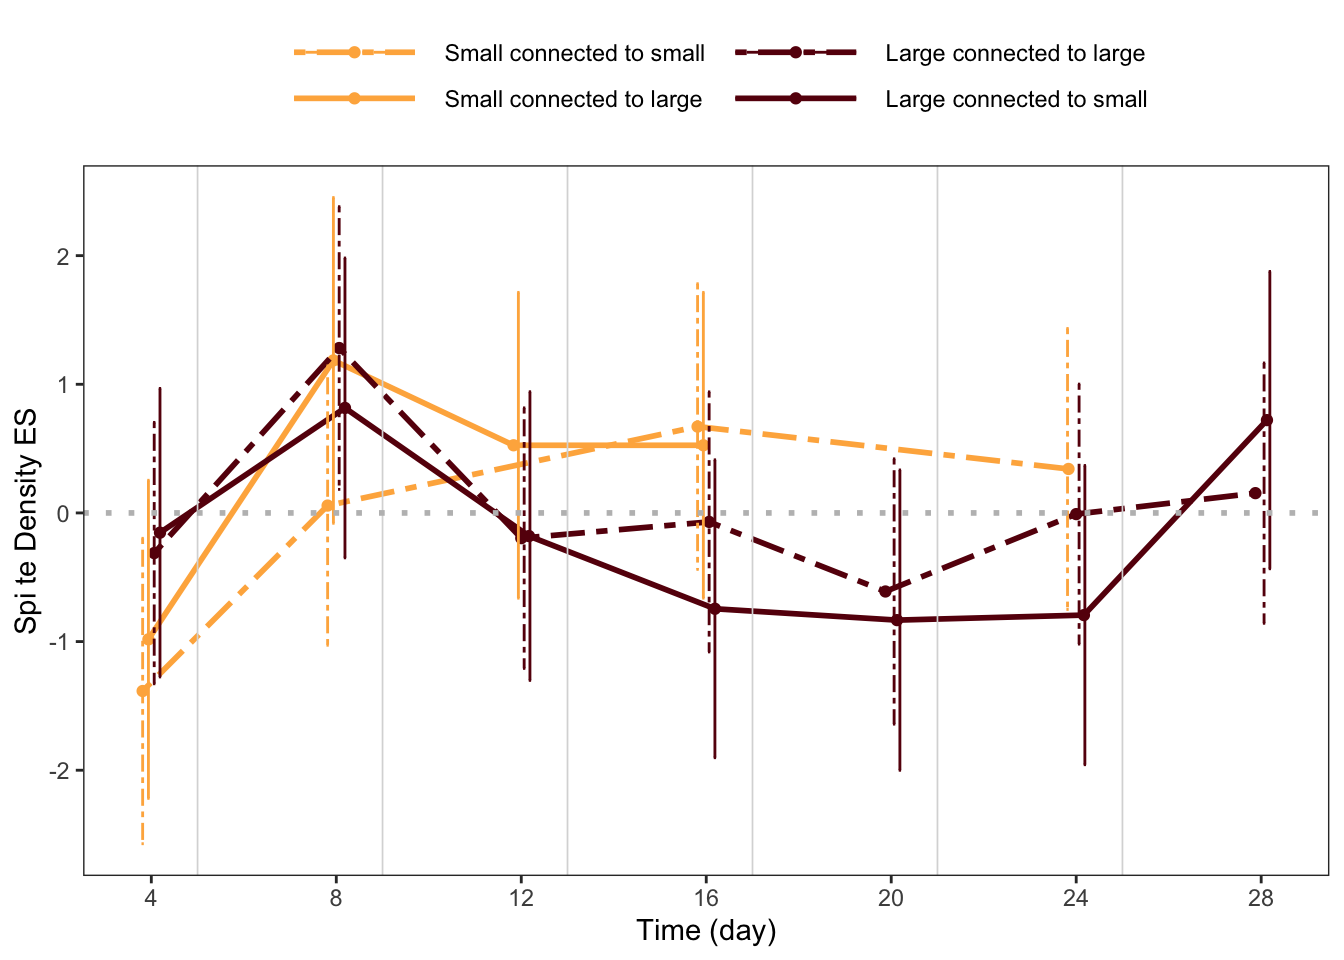 Small connected to small Large connected to large
Small connected to large Large connected to small
Spi te Density ES
2
1
0
-1
-2
4 8 12 16 20 24 28
Time (day)